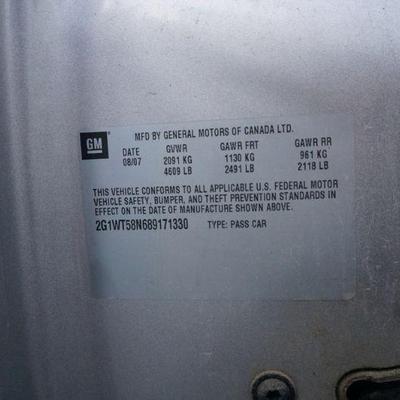 GM
MFD BY GENERAL MOTORS OF CANADA LTD.
DATE GVWR GAWR FRT GAWR RR
08/07 2091 KG 1130 KG 961 KG
4609 LB 2491 LB 2118 LB
THIS VEHICLE CONFORMS TO ALL APPLICABLE U.S. FEDERAL MOTOR
VEHICLE SAFETY, BUMPER, AND THEFT PREVENTION STANDARDS IN
EFFECT ON THE DATE OF MANUFACTURE SHOWN ABOVE.
2G1WT58N689171330 TYPE: PASS CAR